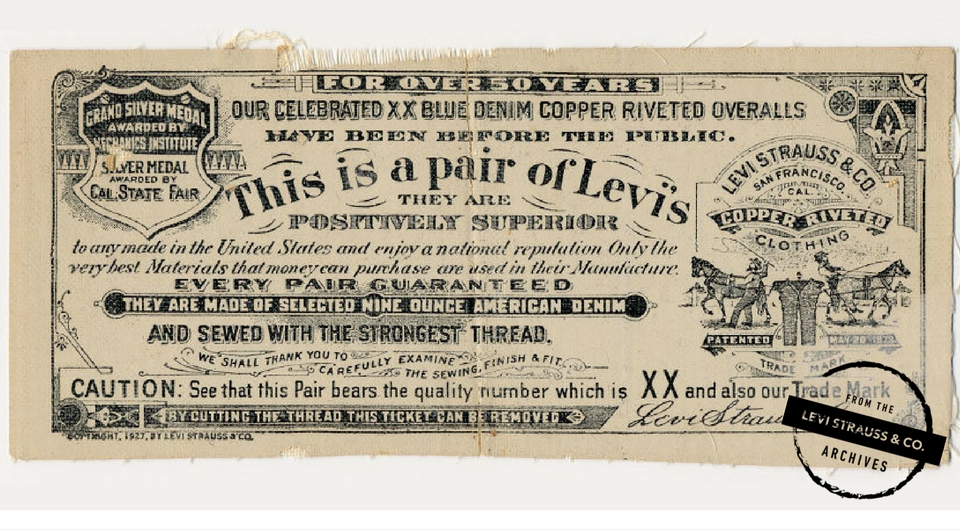 FOR OVER 50 YEARS
OUR CELEBRATED XX BLUE DENIM COPPER RIVETED OVERALLS
HAVE BEEN BEFORE THE PUBLIC.
GRAND SILVER MEDAL
AWARDED BY
MECHANICS INSTITUTE
SILVER MEDAL
AWARDED BY
CAL. STATE FAIR
This is a pair of Levi's
THEY ARE
POSITIVELY SUPERIOR
to any made in the United States and enjoy a national reputation Only the
very best Materials that money can purchase are used in their Manufacture.
EVERY PAIR GUARANTEED
THEY ARE MADE OF SELECTED NINE OUNCE AMERICAN DENIM
AND SEWED WITH THE STRONGEST THREAD.
WE SHALL THANK YOU TO CAREFULLY EXAMINE THE SEWING, FINISH & FIT
LEVI STRAUSS & CO.
SAN FRANCISCO.
CAL.
COPPER RIVETED
CLOTHING
PATENTED MAY 20 1873
TRADE MARK
CAUTION: See that this Pair bears the quality number which is XX and also our Trade Mark
BY CUTTING THE THREAD THIS TICKET CAN BE REMOVED
Levi Strauss
COPYRIGHT, 1927, BY LEVI STRAUSS & CO.
FROM THE
LEVI STRAUSS & CO.
ARCHIVES